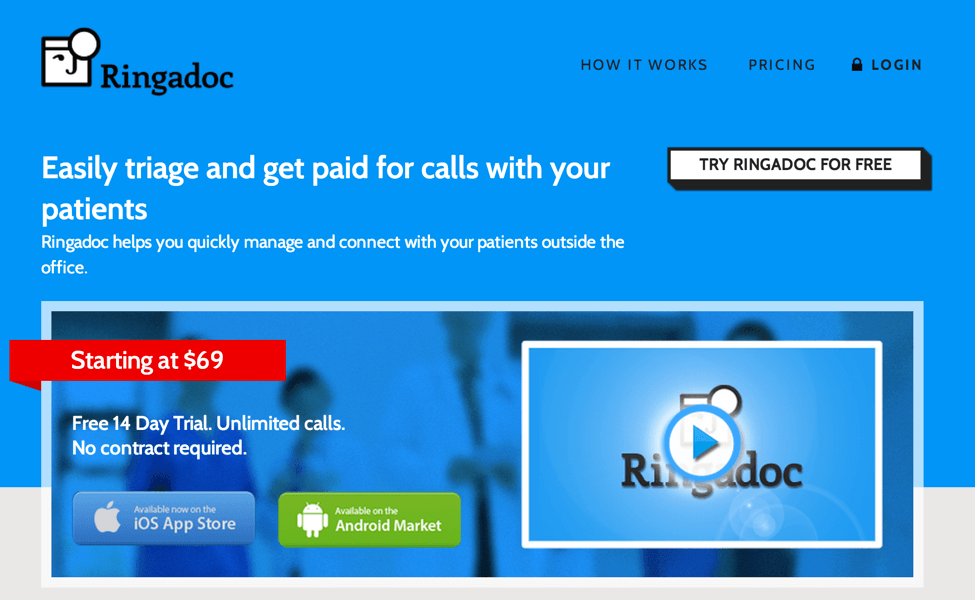 Ringadoc
HOW IT WORKS
PRICING
LOGIN
Easily triage and get paid for calls with your
patients
TRY RINGADOC FOR FREE
Ringadoc helps you quickly manage and connect with your patients outside the
office.
Starting at $69
Free 14 Day Trial. Unlimited calls.
No contract required.
Available now on the
iOS App Store
Available on the
Android Market
Ringadoc